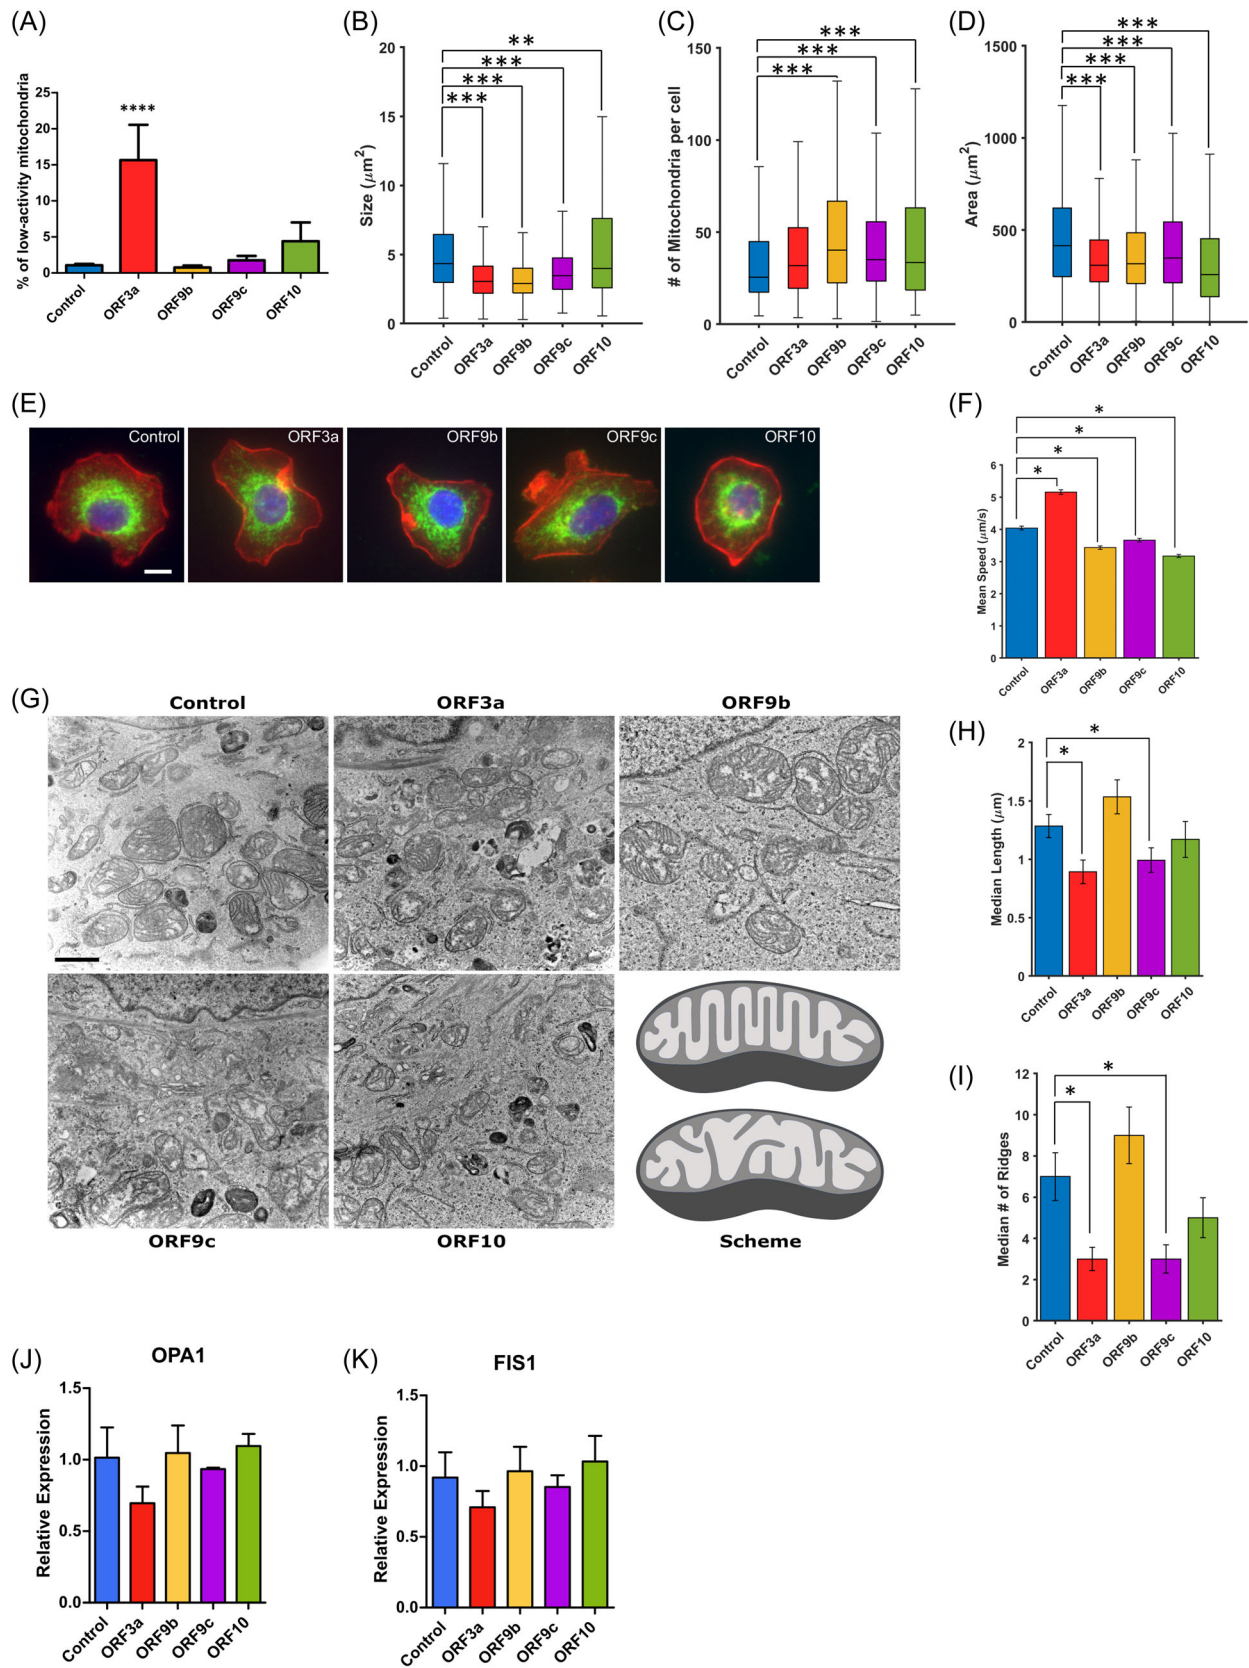 (A)
% of low-activity mitochondria
25
20
15
10
5
0
****
Control
ORF3a
ORF9b
ORF9c
ORF10
(B)
Size (μm²)
20
15
10
5
0
**
***
***
***
Control
ORF3a
ORF9b
ORF9c
ORF10
(C)
# of Mitochondria per cell
150
100
50
0
***
***
***
Control
ORF3a
ORF9b
ORF9c
ORF10
(D)
Area (μm²)
1500
1000
500
0
***
***
***
***
Control
ORF3a
ORF9b
ORF9c
ORF10
(E)
Control
ORF3a
ORF9b
ORF9c
ORF10
(F)
Mean Speed (μm/s)
6
5
4
3
2
1
0
*
*
*
*
Control
ORF3a
ORF9b
ORF9c
ORF10
(G)
Control
ORF3a
ORF9b
ORF9c
ORF10
Scheme
(H)
Median Length (μm)
2
1.5
1
0.5
0
*
*
Control
ORF3a
ORF9b
ORF9c
ORF10
(I)
Median # of Ridges
12
10
8
6
4
2
0
*
*
Control
ORF3a
ORF9b
ORF9c
ORF10
(J)
OPA1
Relative Expression
1.5
1.0
0.5
0.0
Control
ORF3a
ORF9b
ORF9c
ORF10
(K)
FIS1
Relative Expression
1.5
1.0
0.5
0.0
Control
ORF3a
ORF9b
ORF9c
ORF10